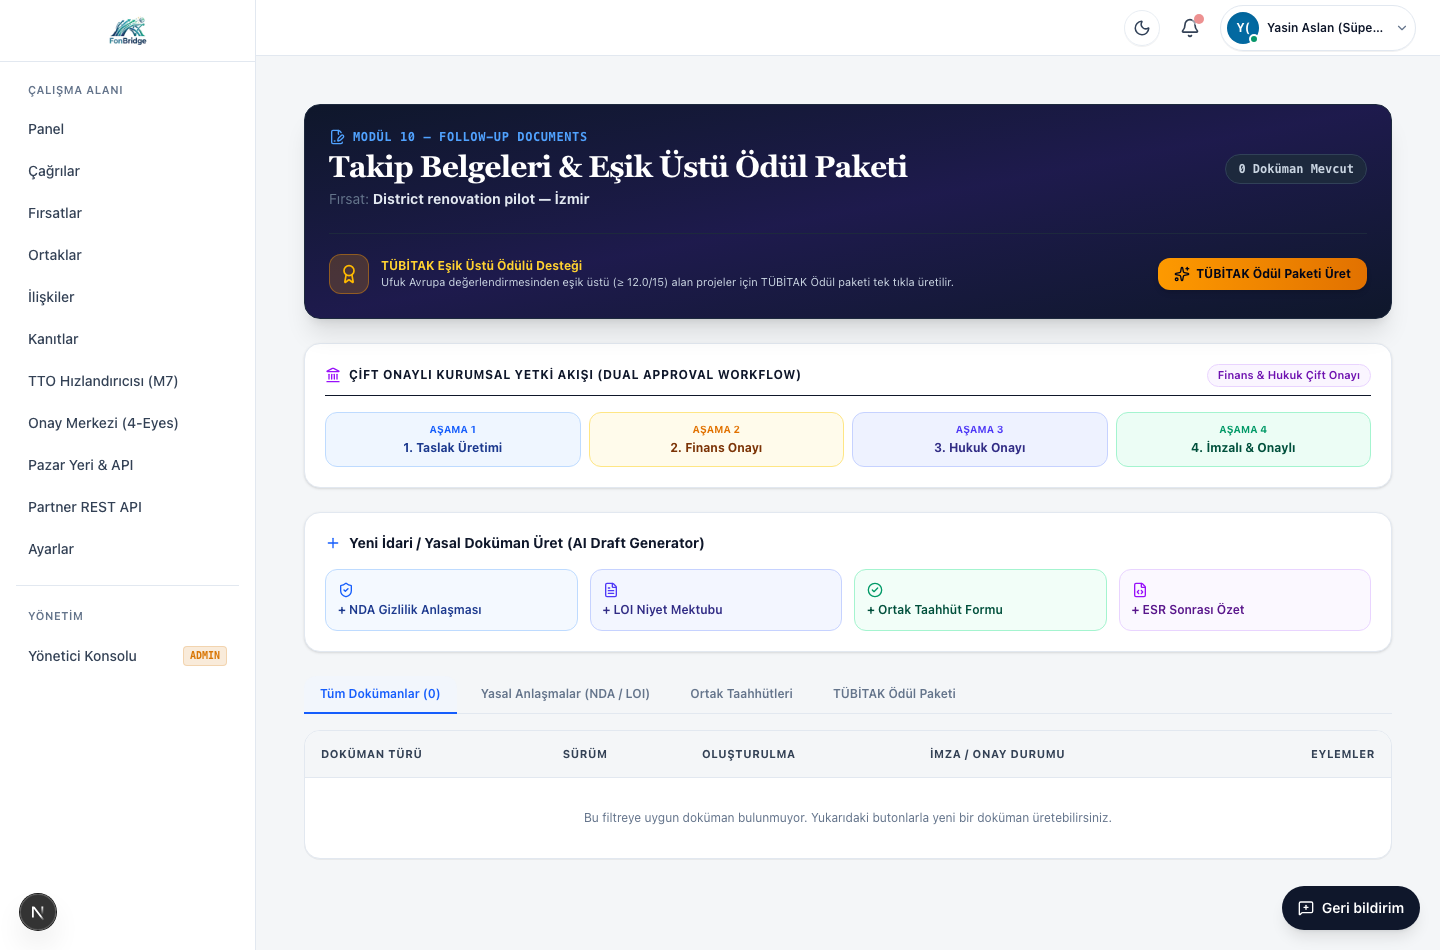 FonBridge
Y(
Yasin Aslan (Süpe...
ÇALIŞMA ALANI
Panel
Çağrılar
Fırsatlar
Ortaklar
İlişkiler
Kanıtlar
TTO Hızlandırıcısı (M7)
Onay Merkezi (4-Eyes)
Pazar Yeri & API
Partner REST API
Ayarlar
YÖNETİM
Yönetici Konsolu
ADMIN
MODÜL 10 — FOLLOW-UP DOCUMENTS
Takip Belgeleri & Eşik Üstü Ödül Paketi
0 Doküman Mevcut
Fırsat: District renovation pilot — İzmir
TÜBİTAK Eşik Üstü Ödülü Desteği
Ufuk Avrupa değerlendirmesinden eşik üstü (≥ 12.0/15) alan projeler için TÜBİTAK Ödül paketi tek tıkla üretilir.
TÜBİTAK Ödül Paketi Üret
ÇİFT ONAYLI KURUMSAL YETKİ AKIŞI (DUAL APPROVAL WORKFLOW)
Finans & Hukuk Çift Onayı
AŞAMA 1
1. Taslak Üretimi
AŞAMA 2
2. Finans Onayı
AŞAMA 3
3. Hukuk Onayı
AŞAMA 4
4. İmzalı & Onaylı
Yeni İdari / Yasal Doküman Üret (AI Draft Generator)
+ NDA Gizlilik Anlaşması
+ LOI Niyet Mektubu
+ Ortak Taahhüt Formu
+ ESR Sonrası Özet
Tüm Dokümanlar (0)
Yasal Anlaşmalar (NDA / LOI)
Ortak Taahhütleri
TÜBİTAK Ödül Paketi
DOKÜMAN TÜRÜ
SÜRÜM
OLUŞTURULMA
İMZA / ONAY DURUMU
EYLEMLER
Bu filtreye uygun doküman bulunmuyor. Yukarıdaki butonlarla yeni bir doküman üretebilirsiniz.
N
Geri bildirim